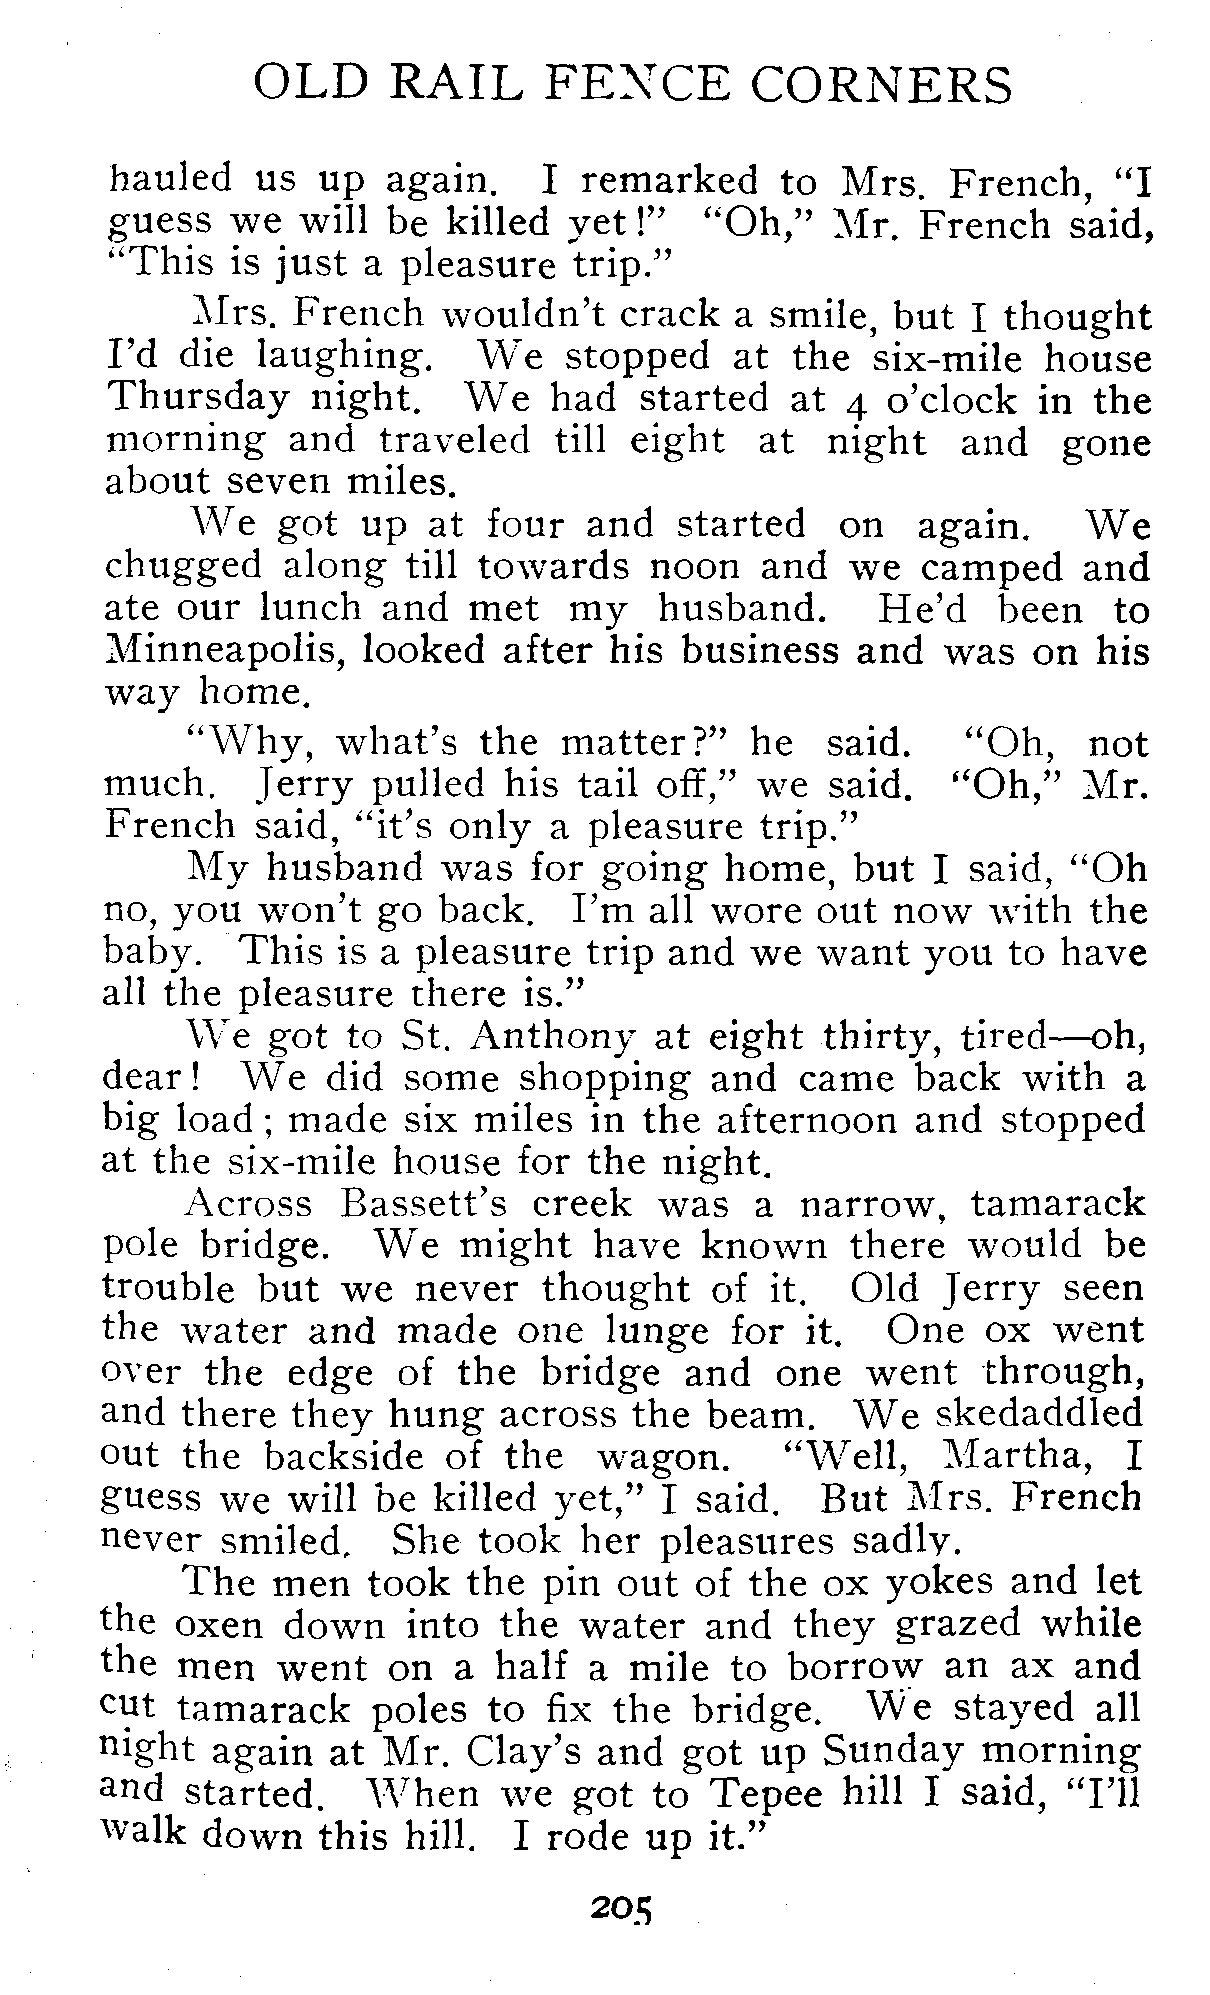 OLD RAIL FENCE CORNERS
hauled us up again. I remarked to Mrs. French, "I
guess we will be killed yet!" "Oh," Mr. French said,
"This is just a pleasure trip."
Mrs. French wouldn't crack a smile, but I thought
I'd die laughing. We stopped at the six-mile house
Thursday night. We had started at 4 o'clock in the
morning and traveled till eight at night and gone
about seven miles.
We got up at four and started on again. We
chugged along till towards noon and we camped and
ate our lunch and met my husband. He'd been to
Minneapolis, looked after his business and was on his
way home.
"Why, what's the matter?" he said. "Oh, not
much. Jerry pulled his tail off," we said. "Oh," Mr.
French said, "it's only a pleasure trip."
My husband was for going home, but I said, "Oh
no, you won't go back. I'm all wore out now with the
baby. This is a pleasure trip and we want you to have
all the pleasure there is."
We got to St. Anthony at eight thirty, tired—oh,
dear! We did some shopping and came back with a
big load; made six miles in the afternoon and stopped
at the six-mile house for the night.
Across Bassett's creek was a narrow, tamarack
pole bridge. We might have known there would be
trouble but we never thought of it. Old Jerry seen
the water and made one lunge for it. One ox went
over the edge of the bridge and one went through,
and there they hung across the beam. We skedaddled
out the backside of the wagon. "Well, Martha, I
guess we will be killed yet," I said. But Mrs. French
never smiled. She took her pleasures sadly.
The men took the pin out of the ox yokes and let
the oxen down into the water and they grazed while
the men went on a half a mile to borrow an ax and
cut tamarack poles to fix the bridge. We stayed all
night again at Mr. Clay's and got up Sunday morning
and started. When we got to Tepee hill I said, "I'll
walk down this hill. I rode up it."
205